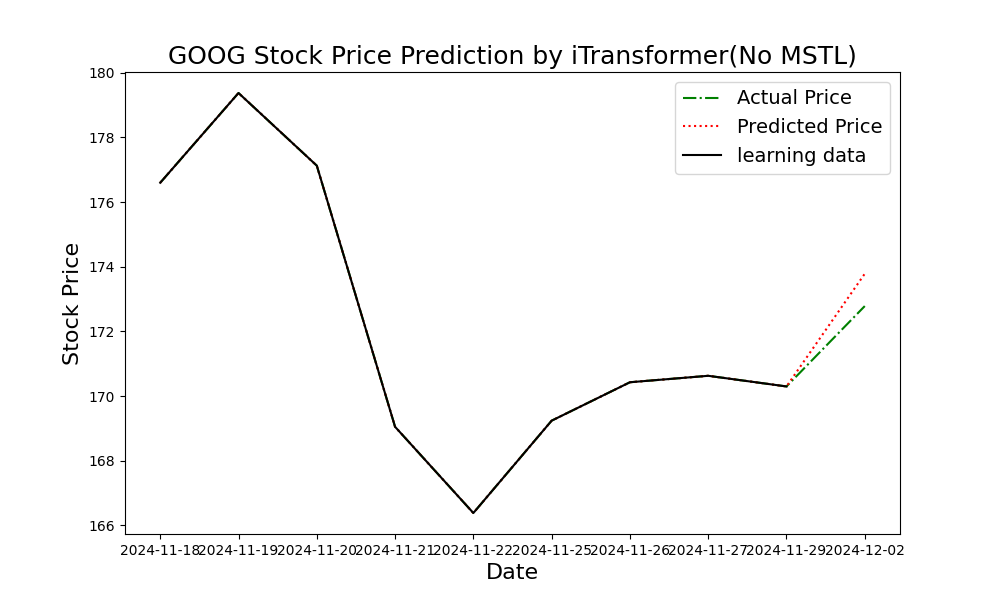 GOOG Stock Price Prediction by iTransformer(No MSTL)
Actual Price
Predicted Price
learning data
180
178
176
174
172
170
168
166
Stock Price
2024-11-18 2024-11-19 2024-11-20 2024-11-21 2024-11-22 2024-11-25 2024-11-26 2024-11-27 2024-11-29 2024-12-02
Date